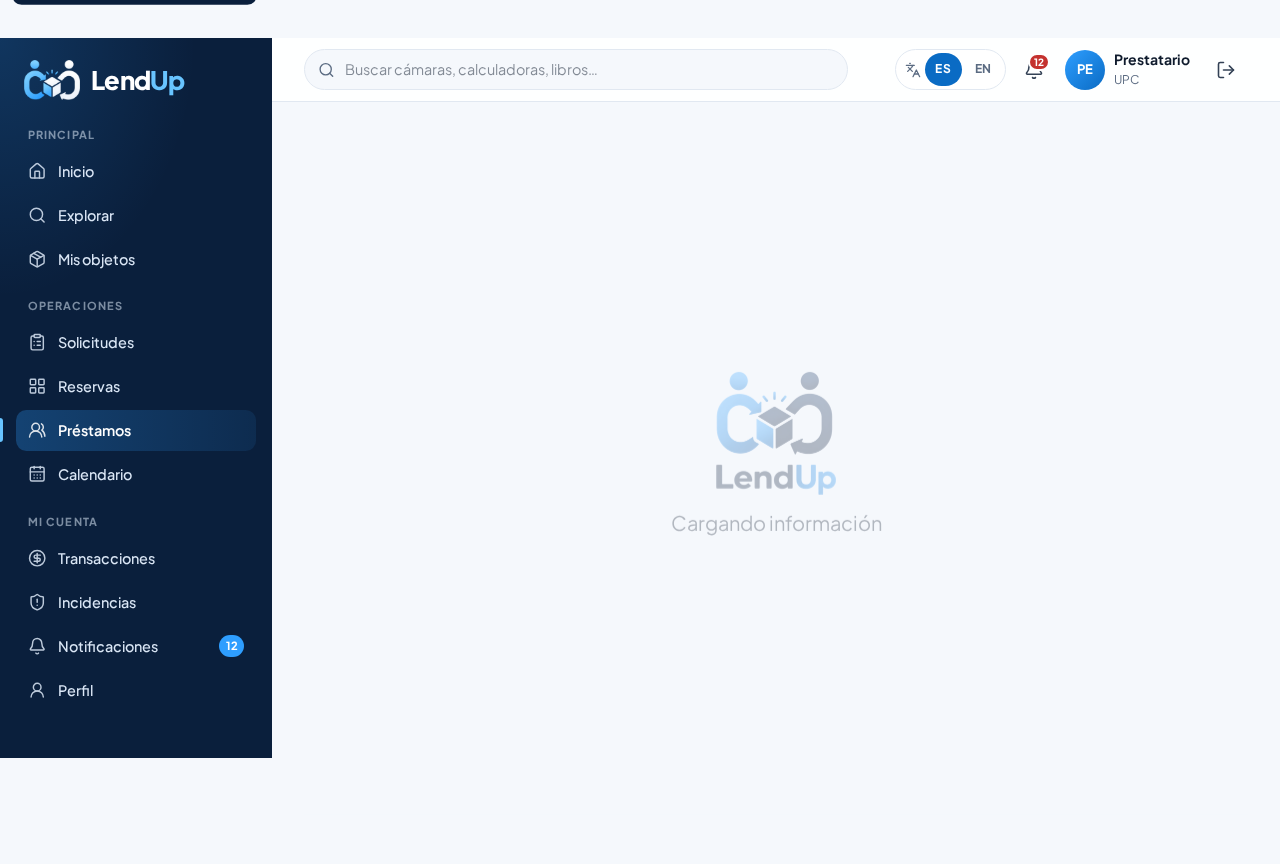 LendUp
Buscar cámaras, calculadoras, libros...
ES
EN
12
PE
Prestatario
UPC
PRINCIPAL
Inicio
Explorar
Mis objetos
OPERACIONES
Solicitudes
Reservas
Préstamos
Calendario
MI CUENTA
Transacciones
Incidencias
Notificaciones
12
Perfil
LendUp
Cargando información